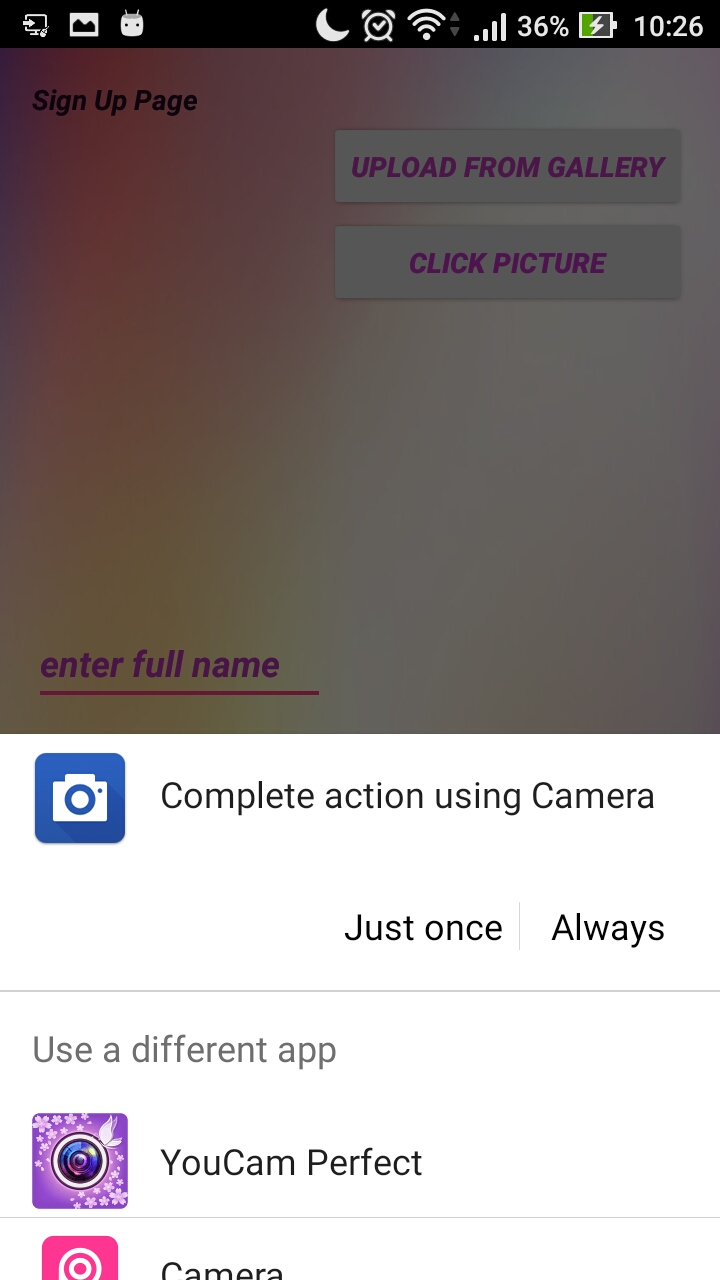 36% 10:26
Sign Up Page
UPLOAD FROM GALLERY
CLICK PICTURE
enter full name
Complete action using Camera
Just once Always
Use a different app
YouCam Perfect
Camera